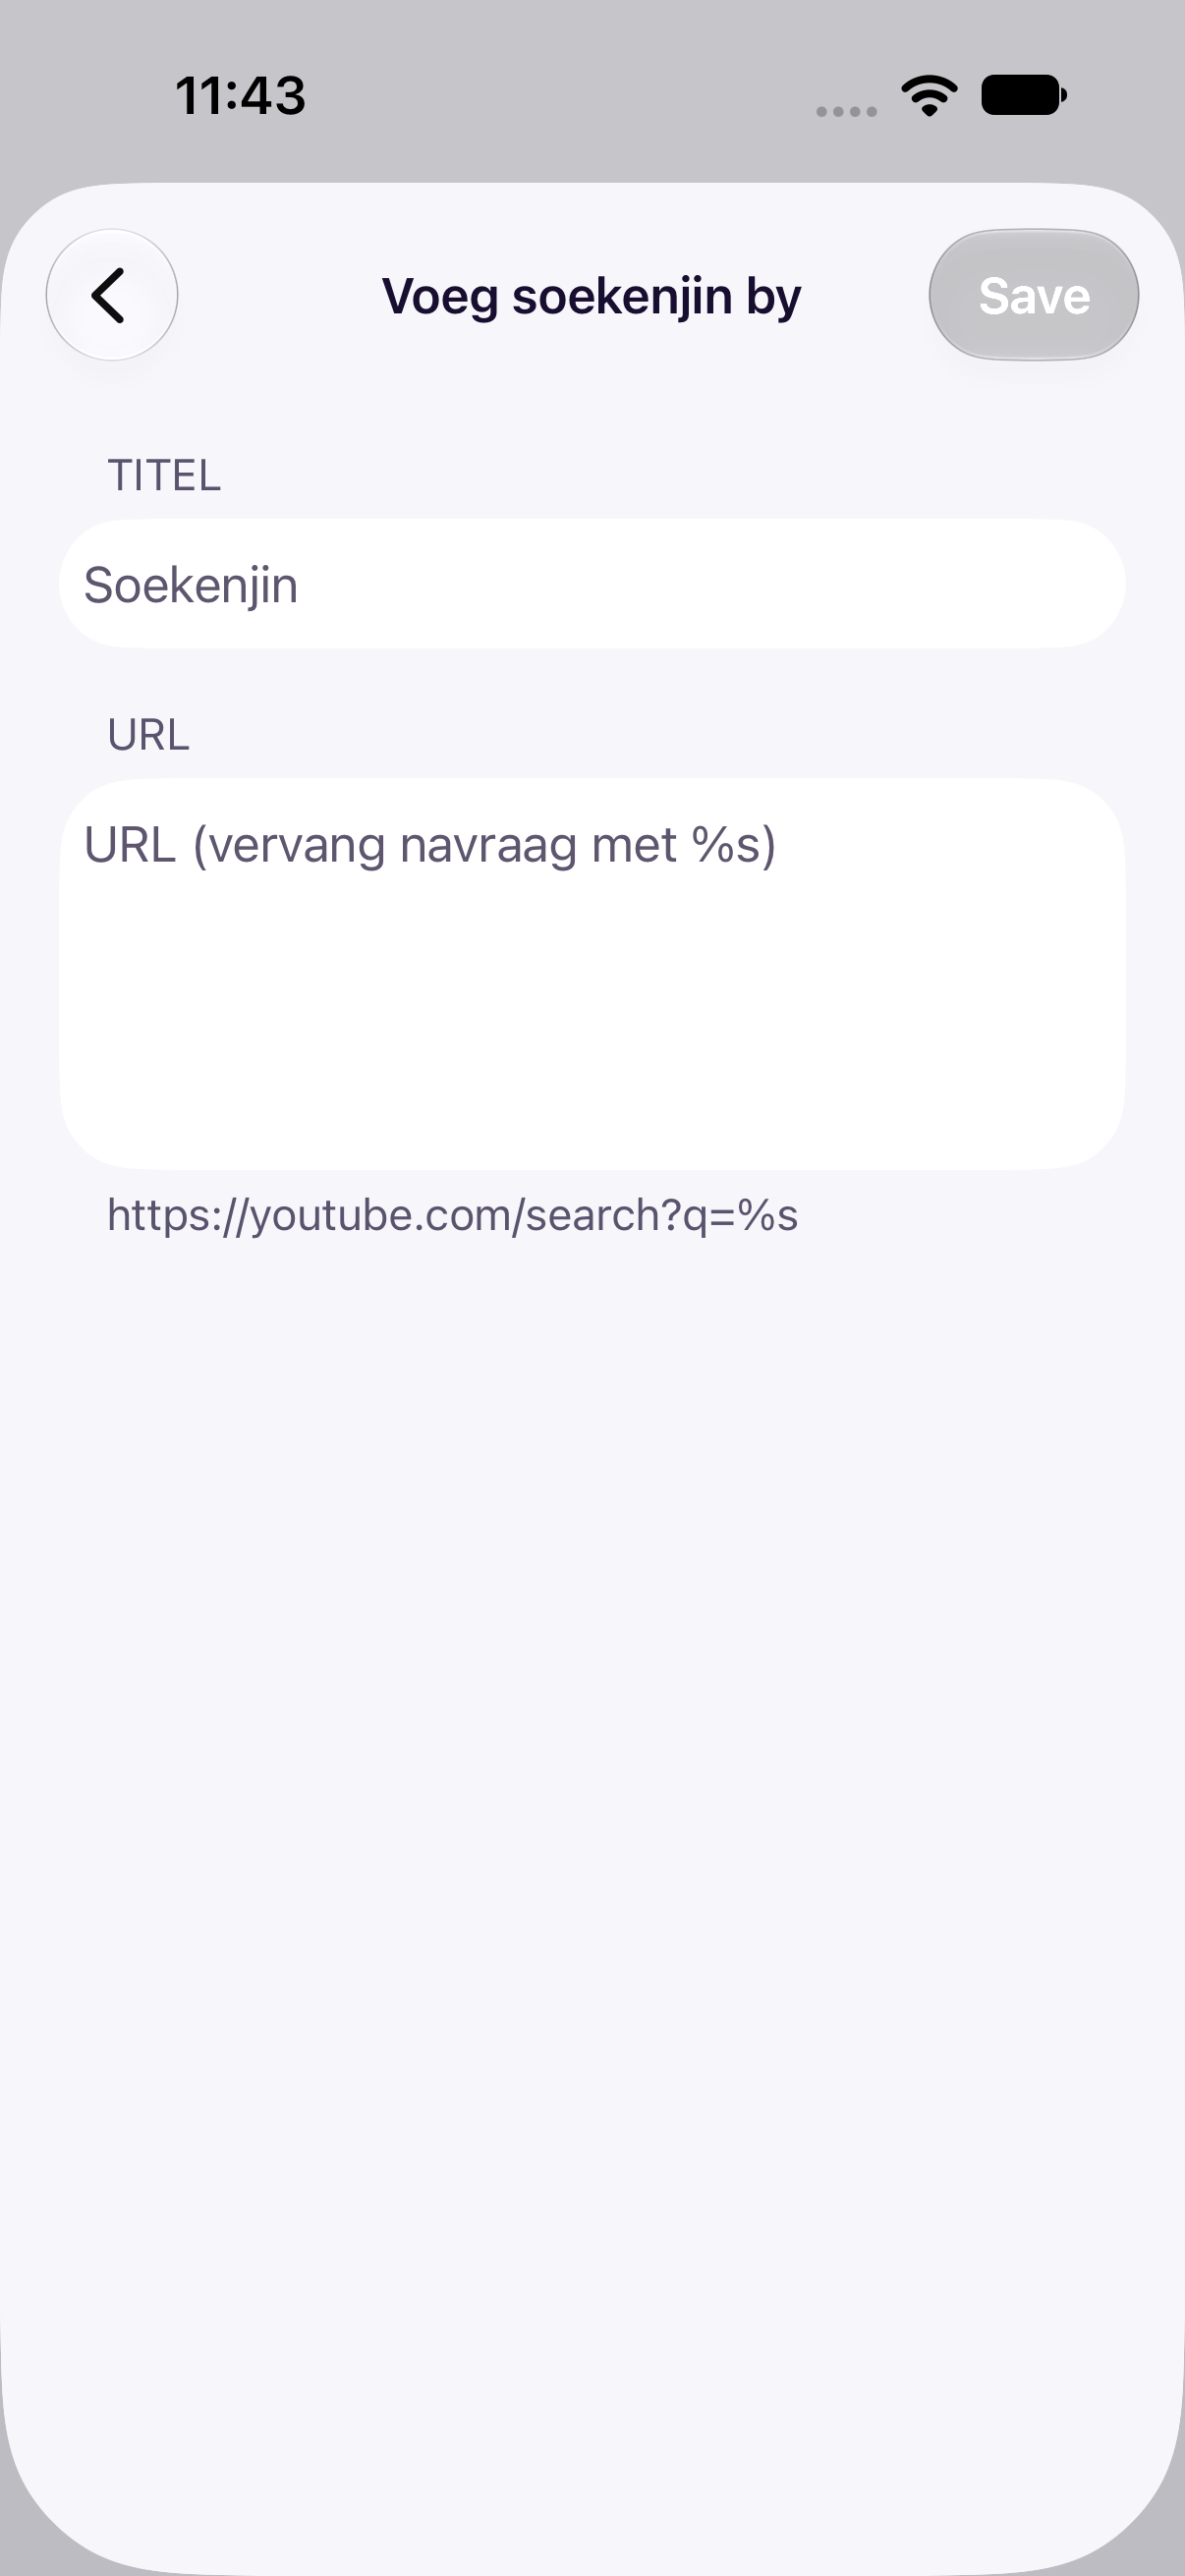 11:43
Voeg soekenjin by
Save
TITEL
Soekenjin
URL
URL (vervang navraag met %s)
https://youtube.com/search?q=%s